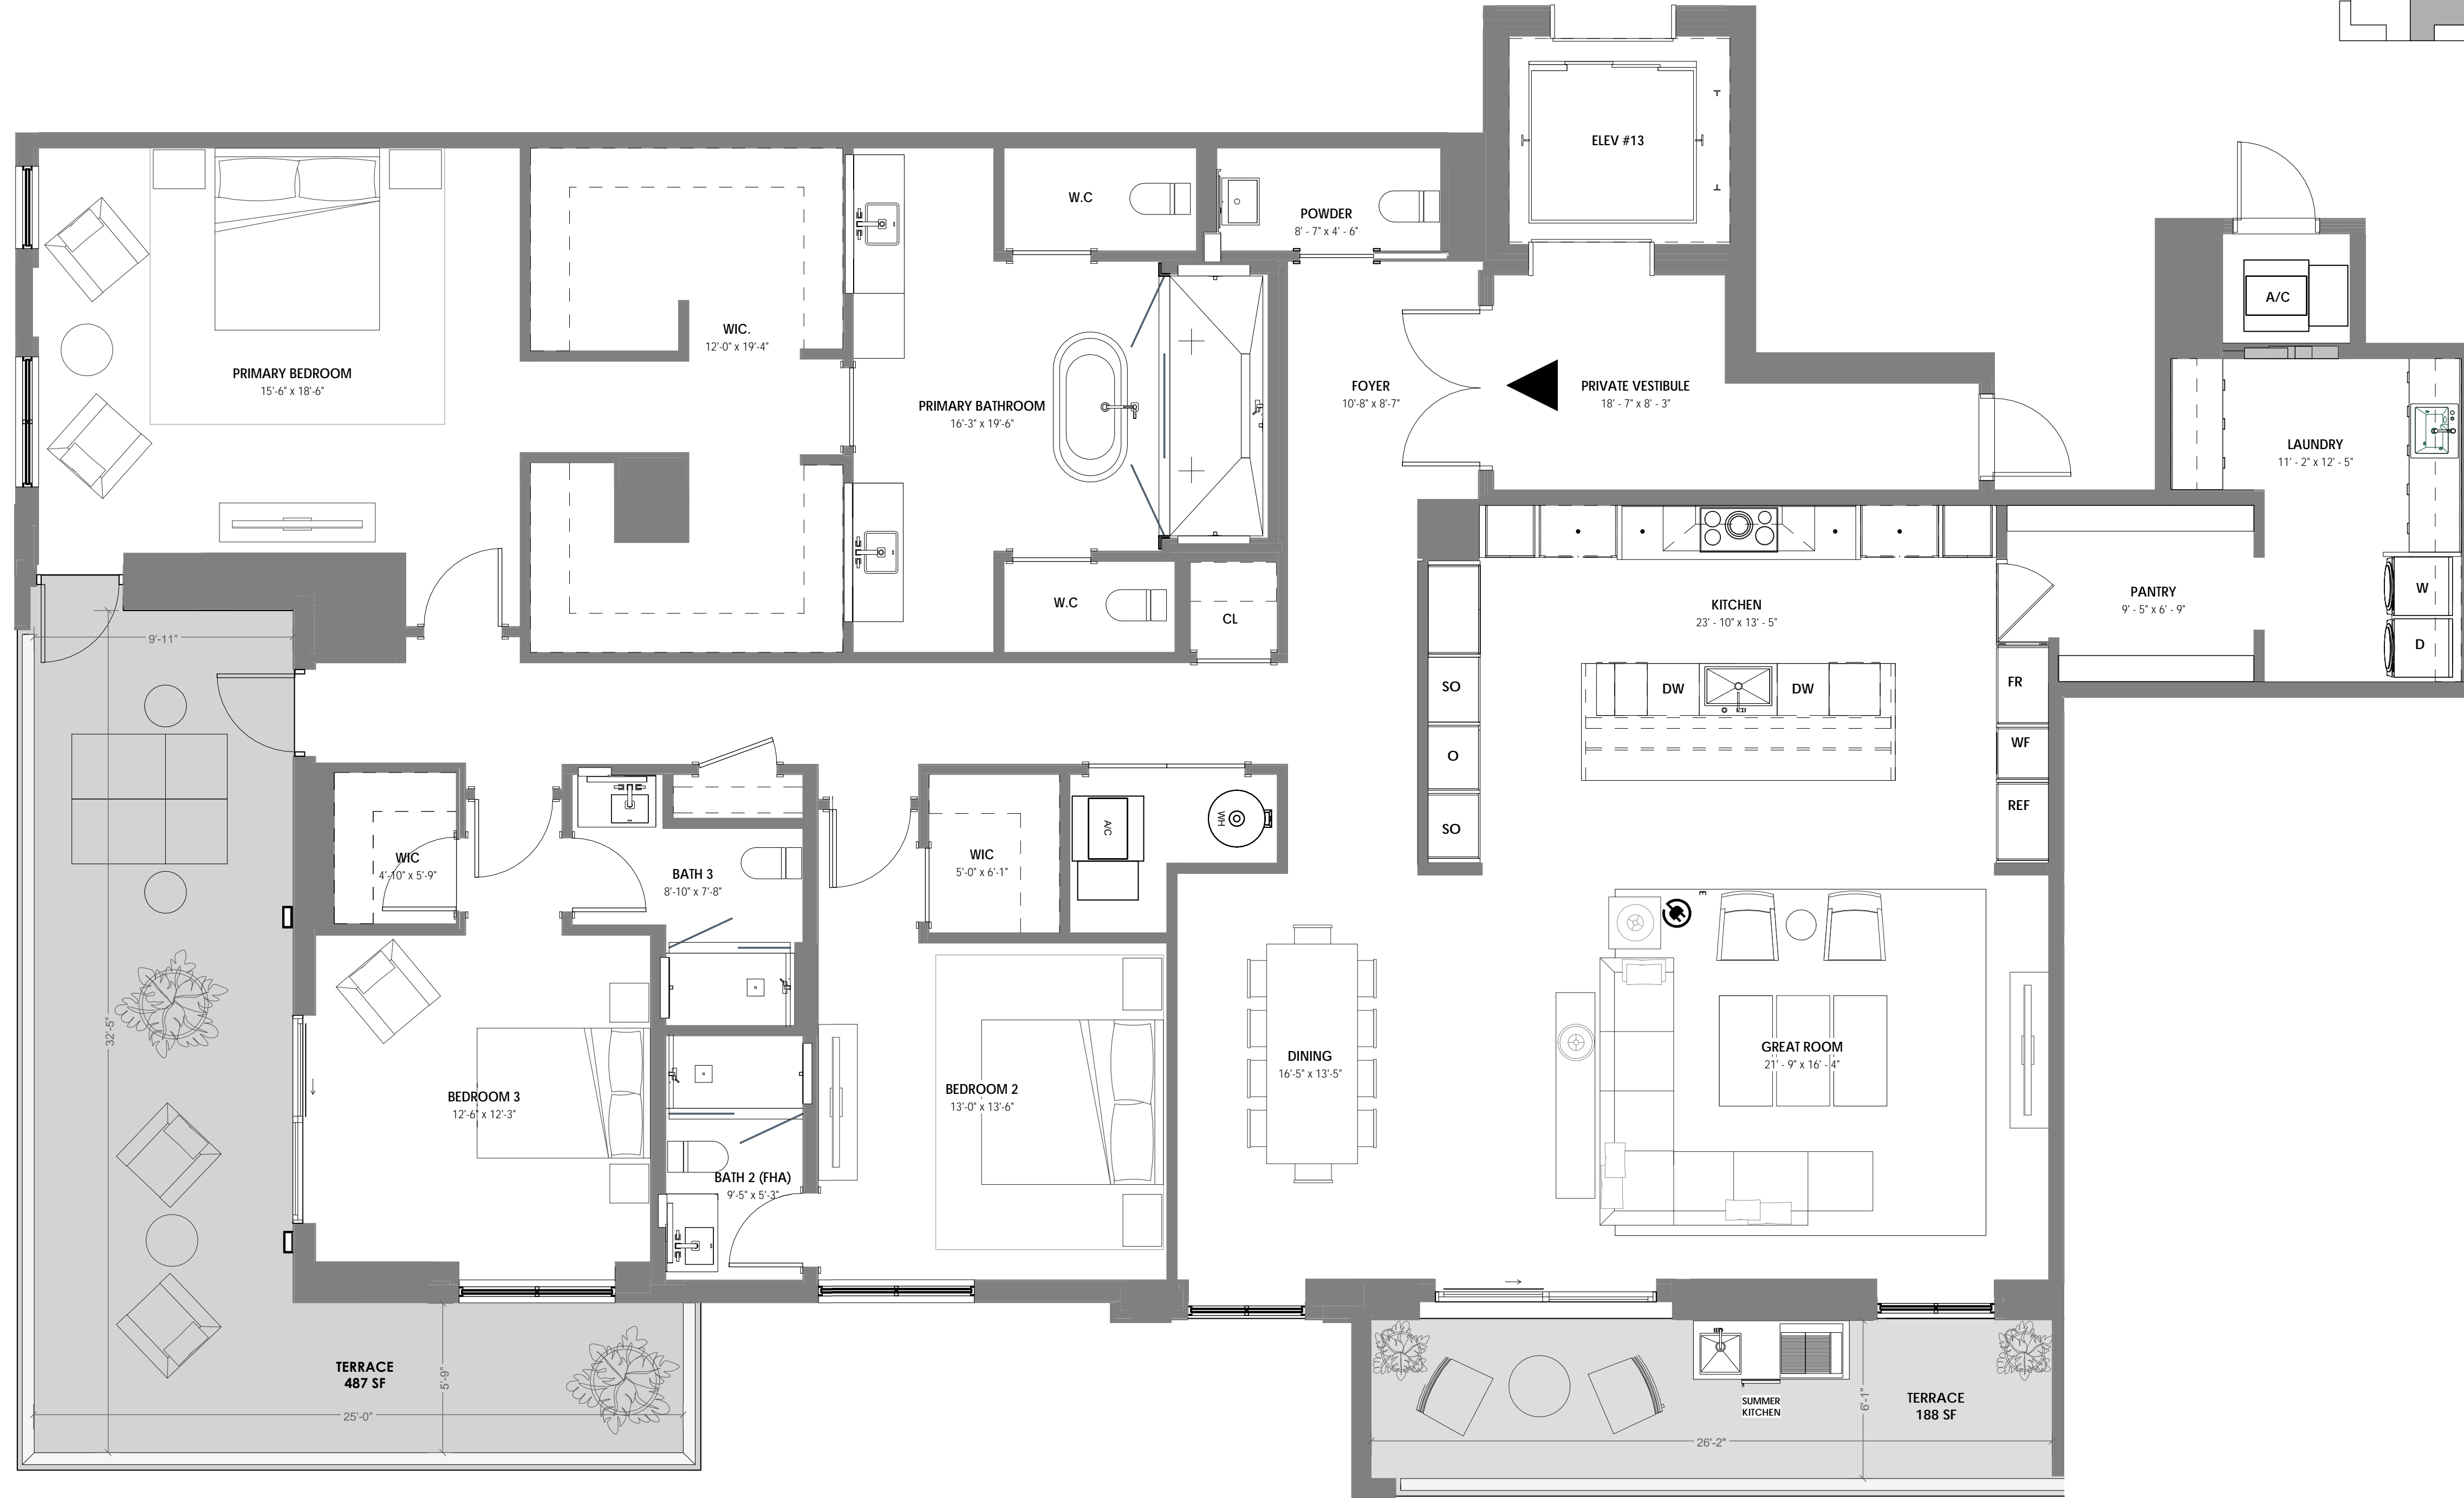 ELEV #13
W.C
POWDER
8' - 7" x 4' - 6"
A/C
WIC.
12'-0" x 19'-4"
PRIMARY BEDROOM
15'-6" x 18'-6"
PRIMARY BATHROOM
16'-3" x 19'-6"
FOYER
10'-8" x 8'-7"
PRIVATE VESTIBULE
18' - 7" x 8' - 3"
LAUNDRY
11' - 2" x 12' - 5"
W.C
CL
KITCHEN
23' - 10" x 13' - 5"
PANTRY
9' - 5" x 6' - 9"
W
D
9'-11"
SO
DW
DW
FR
O
WF
SO
REF
WIC
4'-10" x 5'-9"
BATH 3
8'-10" x 7'-8"
WIC
5'-0" x 6'-1"
A/C
WH
E
32'-5"
BEDROOM 3
12'-6" x 12'-3"
BATH 2 (FHA)
9'-5" x 5'-3"
BEDROOM 2
13'-0" x 13'-6"
DINING
16'-5" x 13'-5"
GREAT ROOM
21' - 9" x 16' - 4"
TERRACE
487 SF
5'-9"
25'-0"
SUMMER
KITCHEN
6'-1"
TERRACE
188 SF
26'-2"